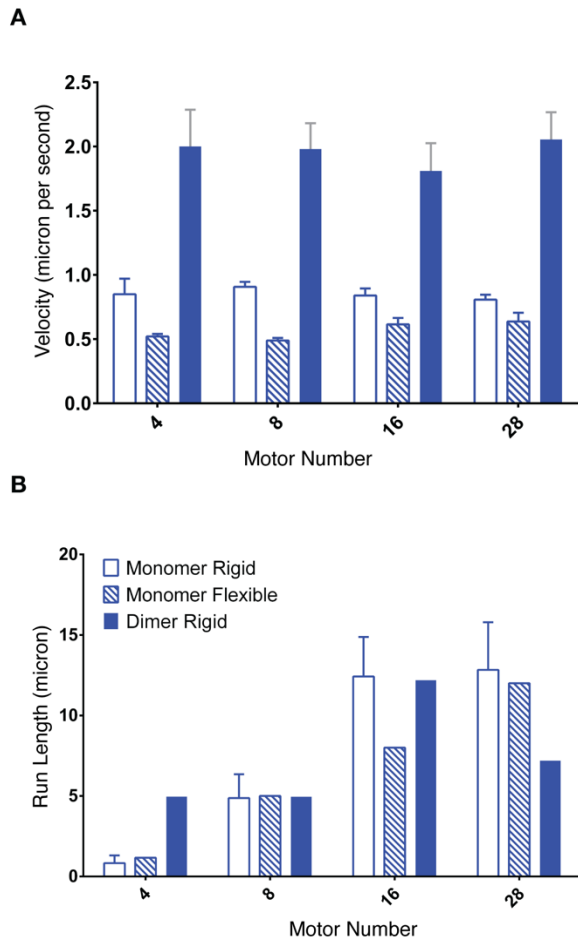 A
Velocity (micron per second)
2.5
2.0
1.5
1.0
0.5
0.0
4 8 16 28
Motor Number
B
Run Length (micron)
20
15
10
5
0
Monomer Rigid
Monomer Flexible
Dimer Rigid
4 8 16 28
Motor Number